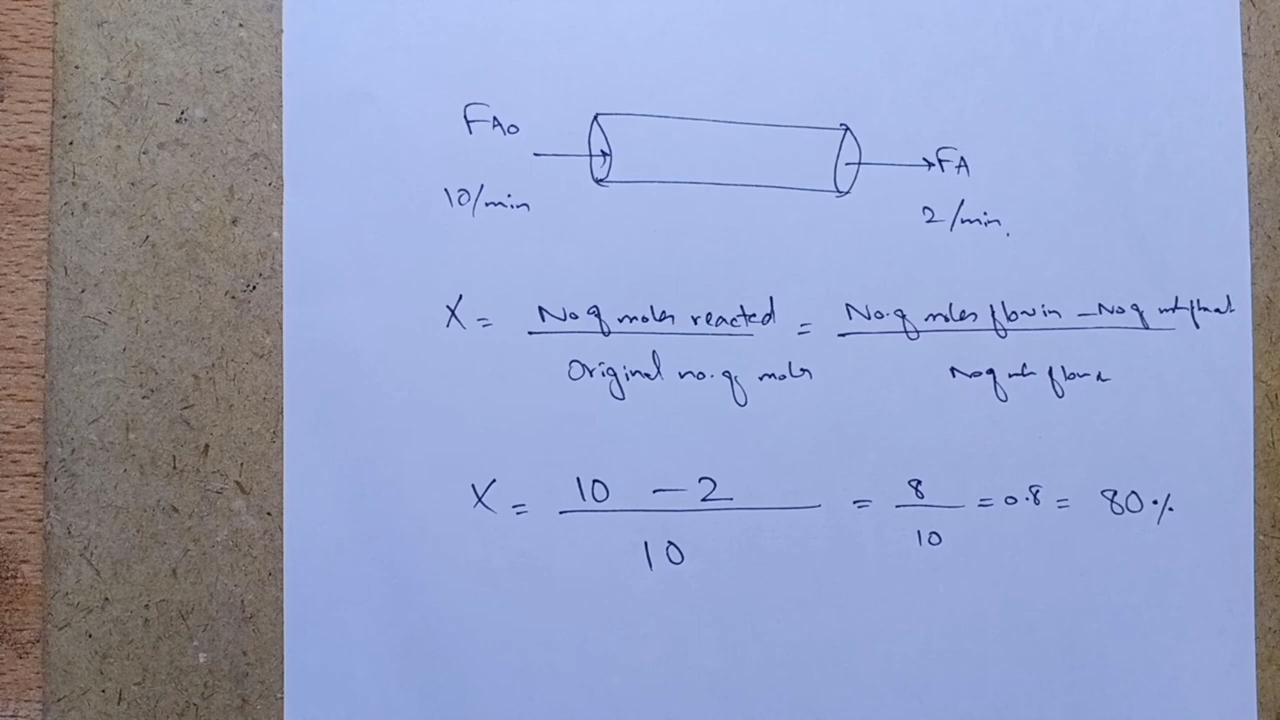 FA0
FA
10/min
2/min.
X = No of moles reacted / Original no. of moles = No. of moles flow in - No of / No of flow
X = 10 - 2 / 10 = 8 / 10 = 0.8 = 80%